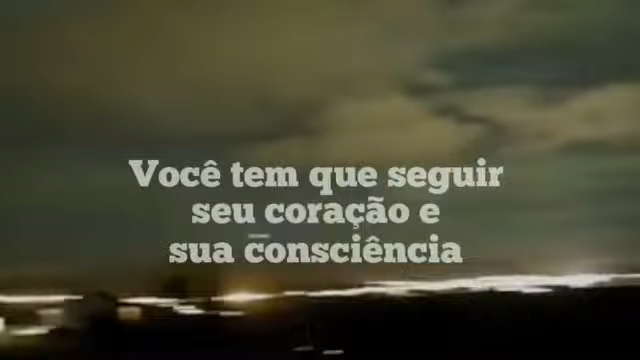 Você tem que seguir
seu coração e
sua consciência